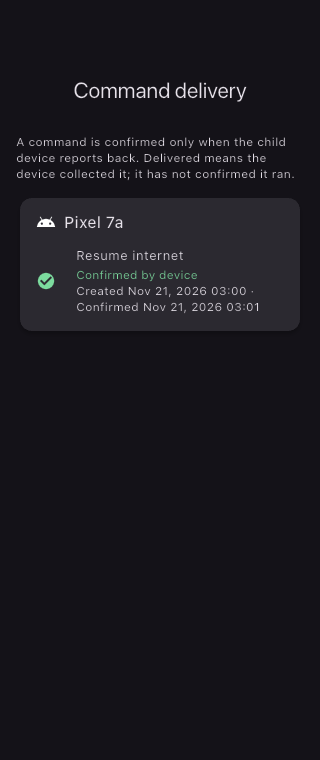 Command delivery
A command is confirmed only when the child
device reports back. Delivered means the
device collected it; it has not confirmed it ran.
Pixel 7a
Resume internet
Confirmed by device
Created Nov 21, 2026 03:00 ·
Confirmed Nov 21, 2026 03:01